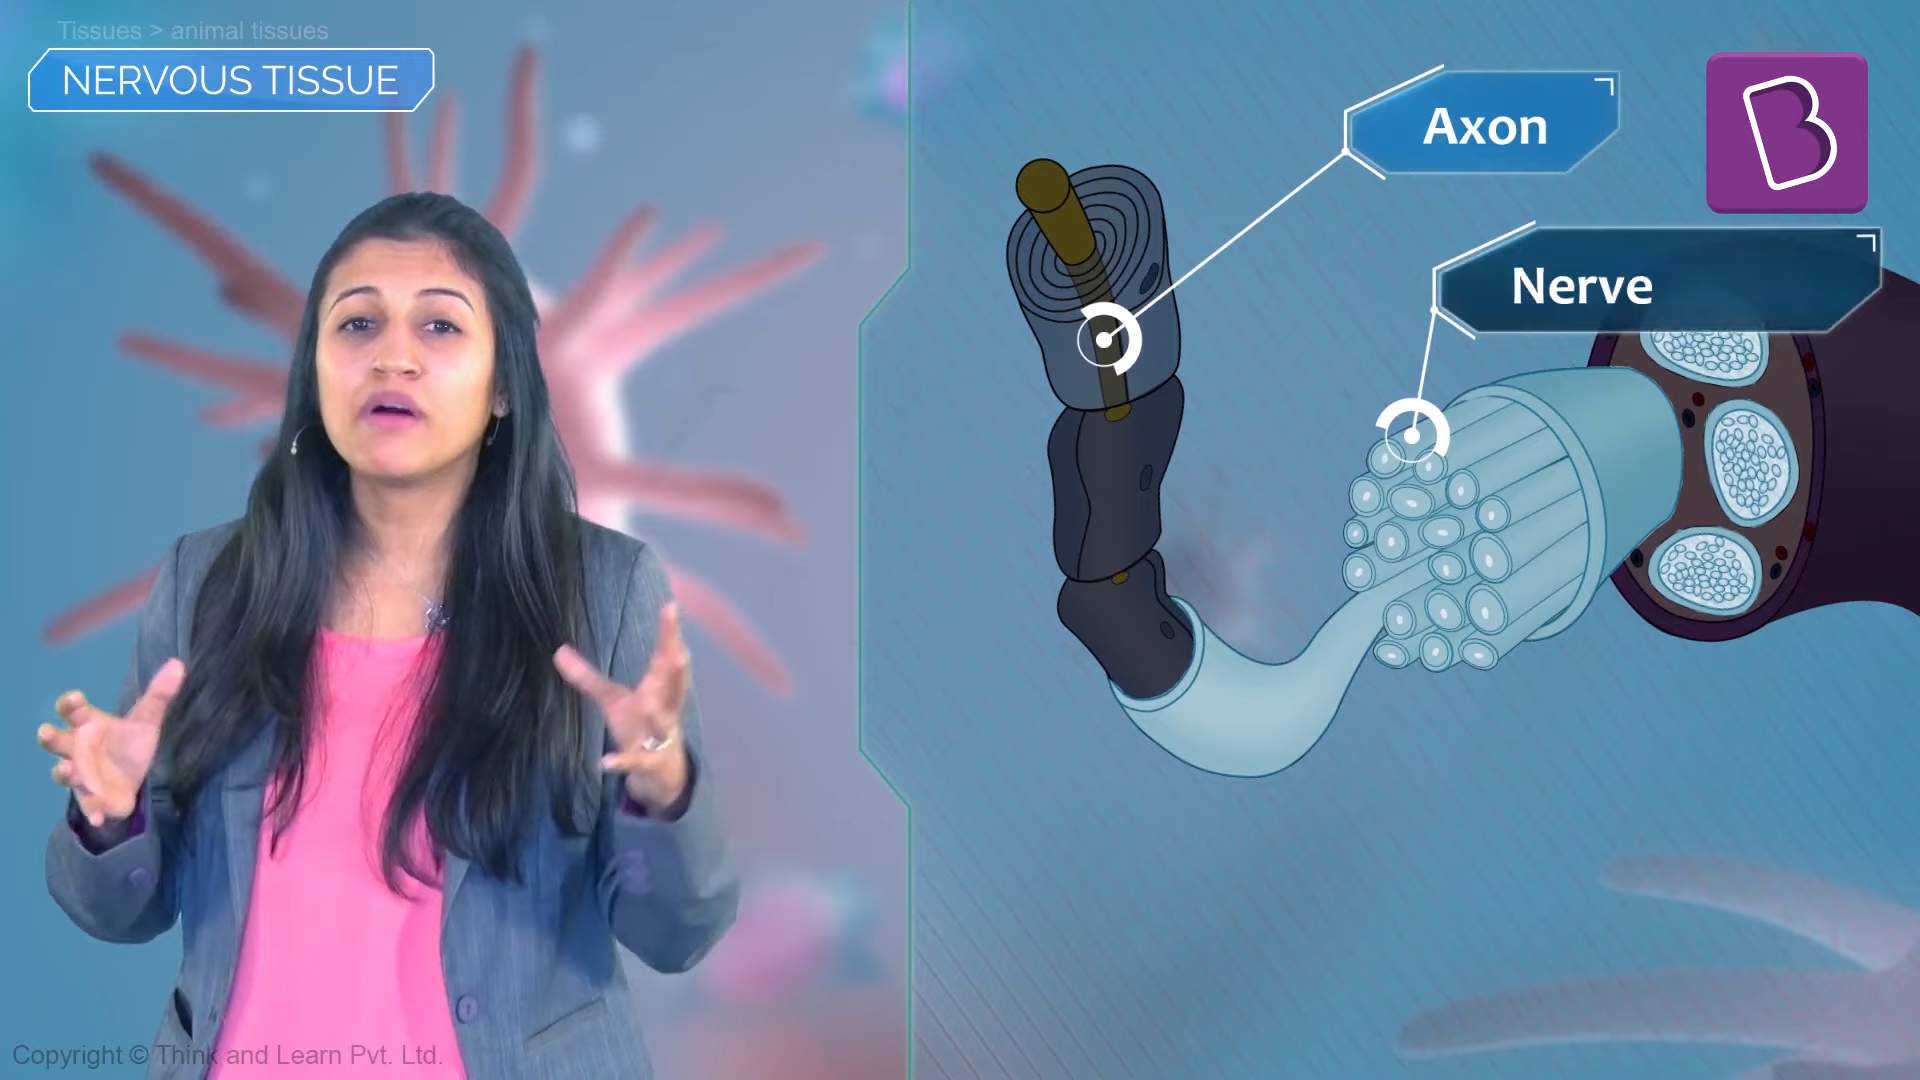 Tissues > animal tissues
NERVOUS TISSUE
Axon
Nerve
Copyright © Think and Learn Pvt. Ltd.